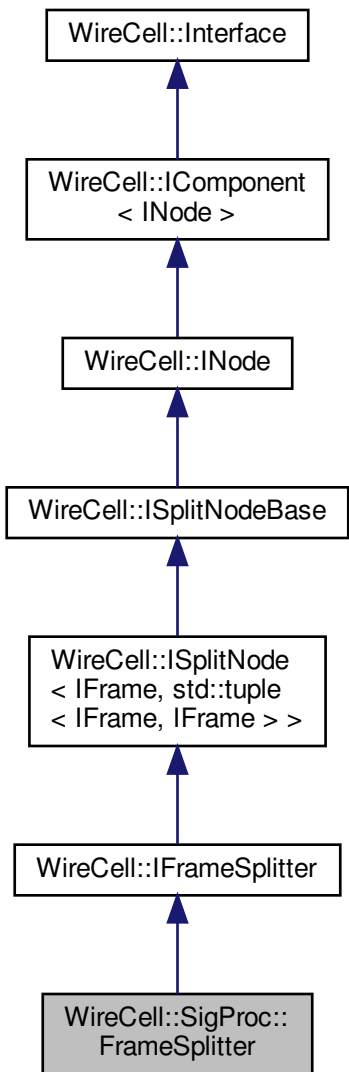 WireCell::Interface
WireCell::IComponent
< INode >
WireCell::INode
WireCell::ISplitNodeBase
WireCell::ISplitNode
< IFrame, std::tuple
< IFrame, IFrame > >
WireCell::IFrameSplitter
WireCell::SigProc::
FrameSplitter